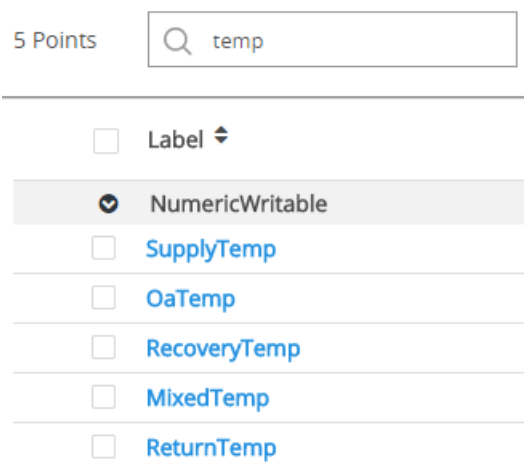 5 Points
temp
Label
NumericWritable
SupplyTemp
OaTemp
RecoveryTemp
MixedTemp
ReturnTemp